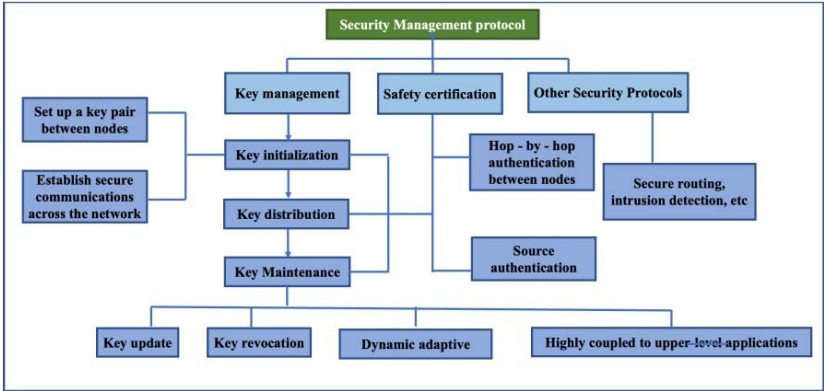 Security Management protocol
Key management
Safety certification
Other Security Protocols
Set up a key pair
between nodes
Key initialization
Hop - by - hop
authentication
between nodes
Establish secure
communications
across the network
Key distribution
Secure routing,
intrusion detection, etc
Key Maintenance
Source
authentication
Key update
Key revocation
Dynamic adaptive
Highly coupled to upper-level applications